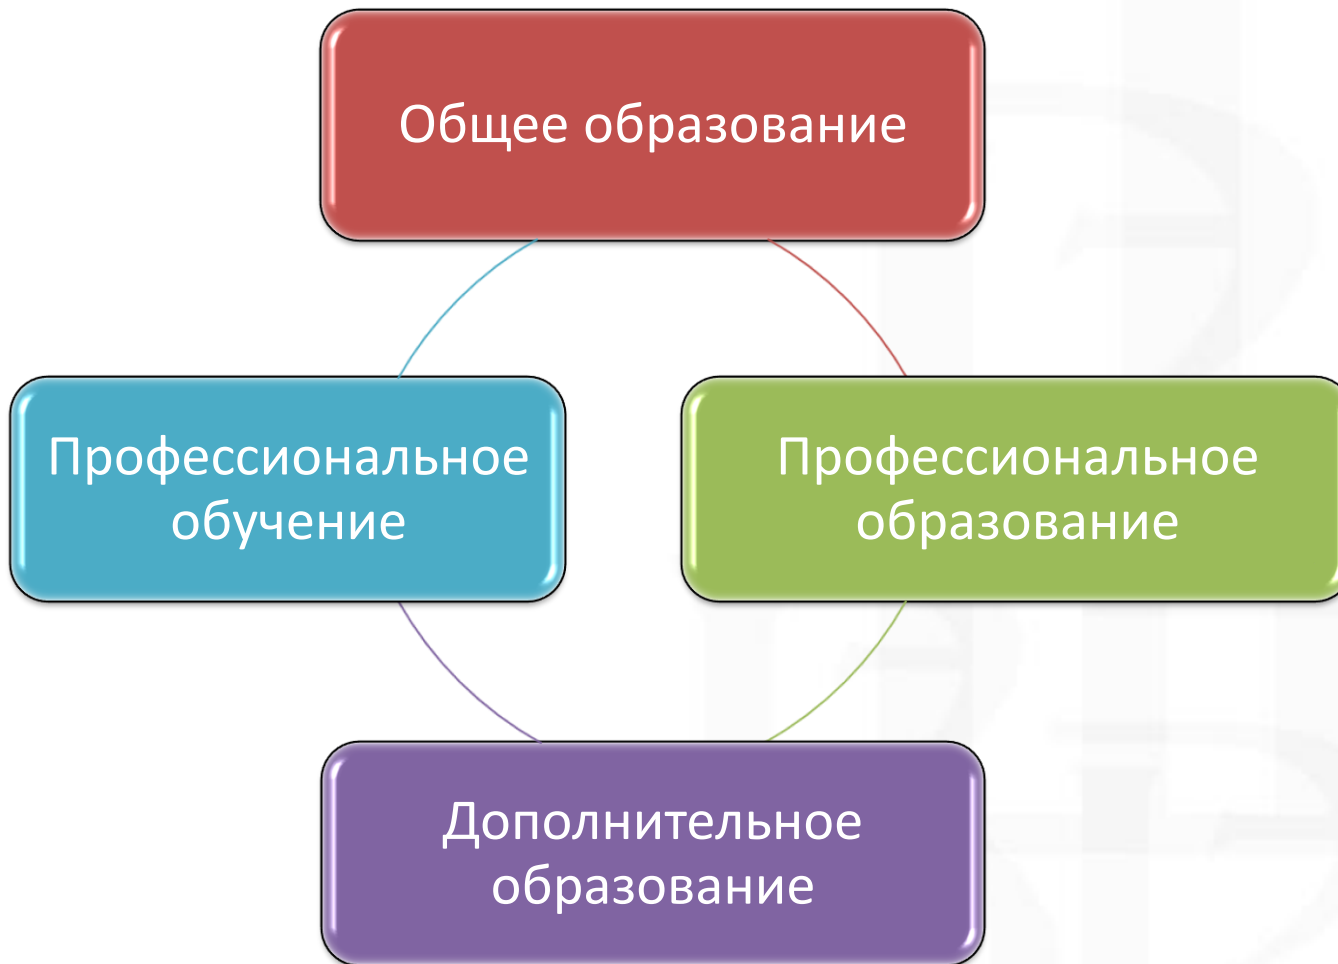 Общее образование
Профессиональное
обучение
Профессиональное
образование
Дополнительное
образование